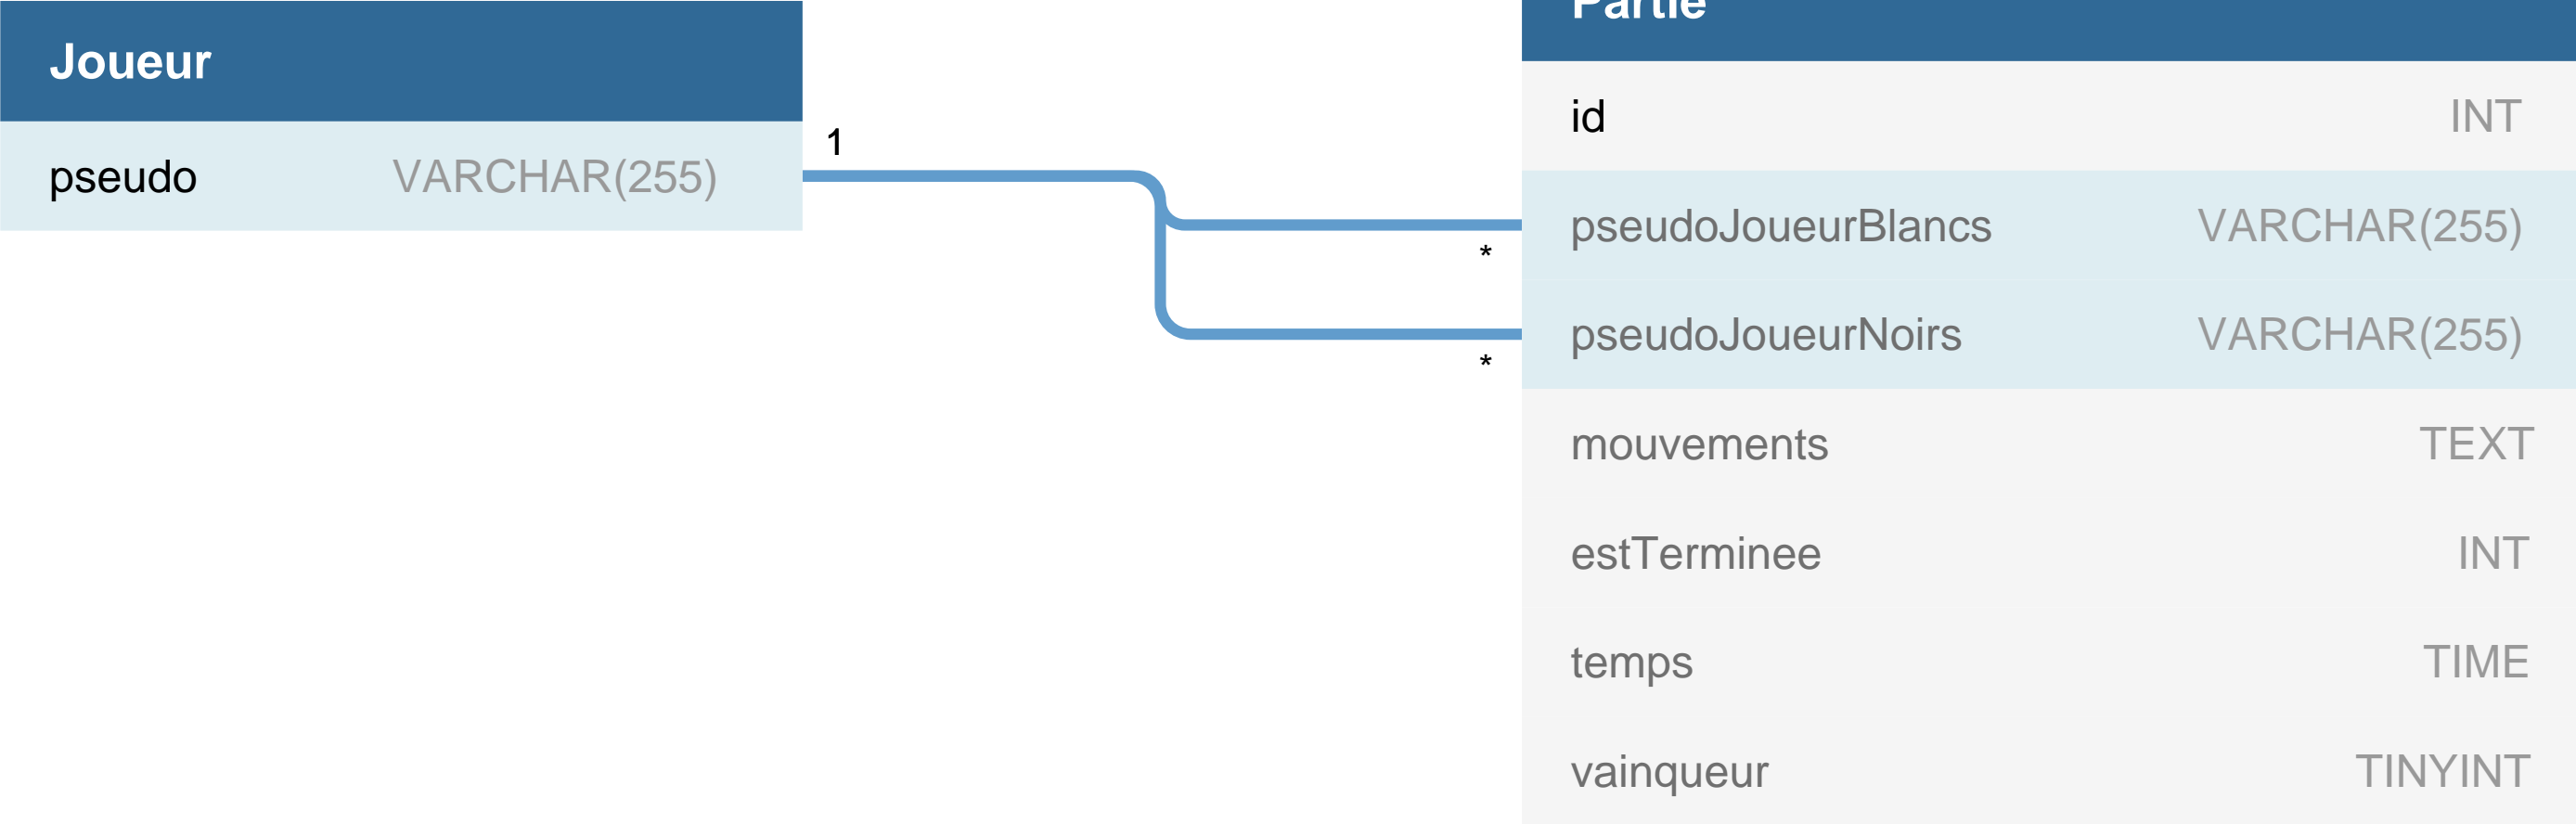 Joueur
pseudo VARCHAR(255)
1
*
*
Partie
id INT
pseudoJoueurBlancs VARCHAR(255)
pseudoJoueurNoirs VARCHAR(255)
mouvements TEXT
estTerminee INT
temps TIME
vainqueur TINYINT